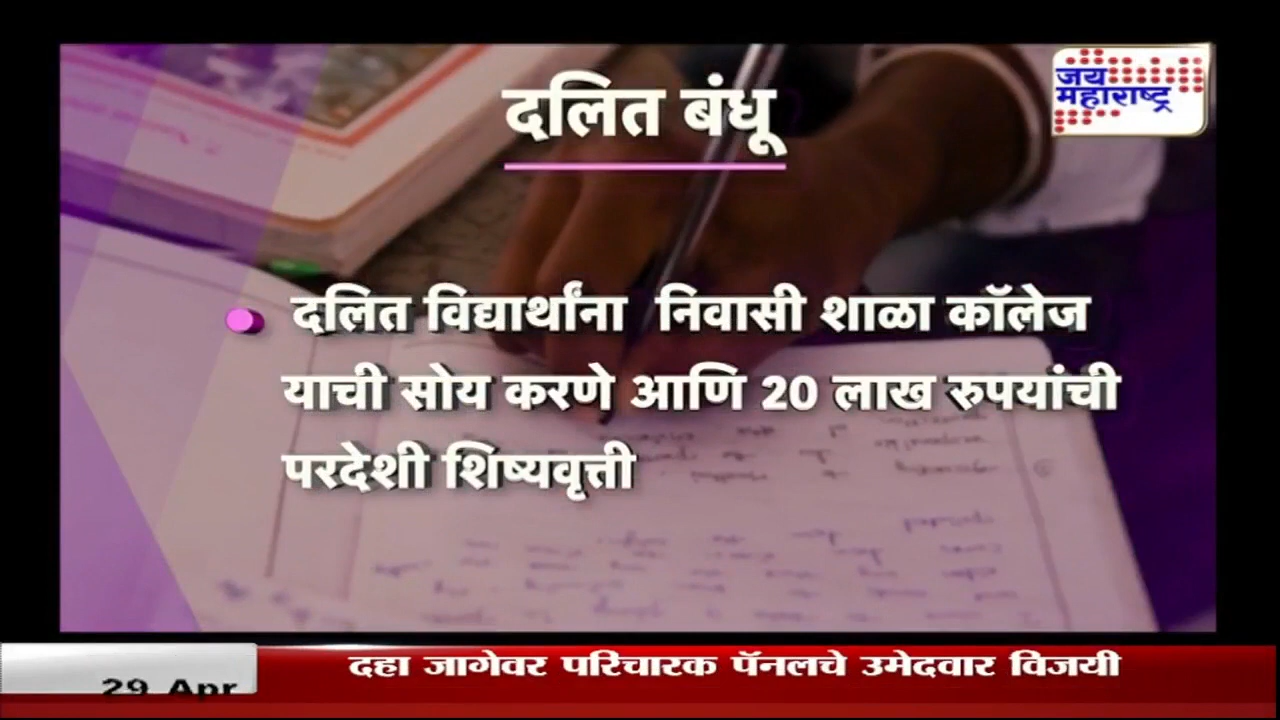 दलित बंधू
जय
महाराष्ट्र
दलित विद्यार्थांना निवासी शाळा कॉलेज
याची सोय करणे आणि 20 लाख रुपयांची
परदेशी शिष्यवृत्ती
29 Apr
दहा जागेवर परिचारक पॅनलचे उमेदवार विजयी